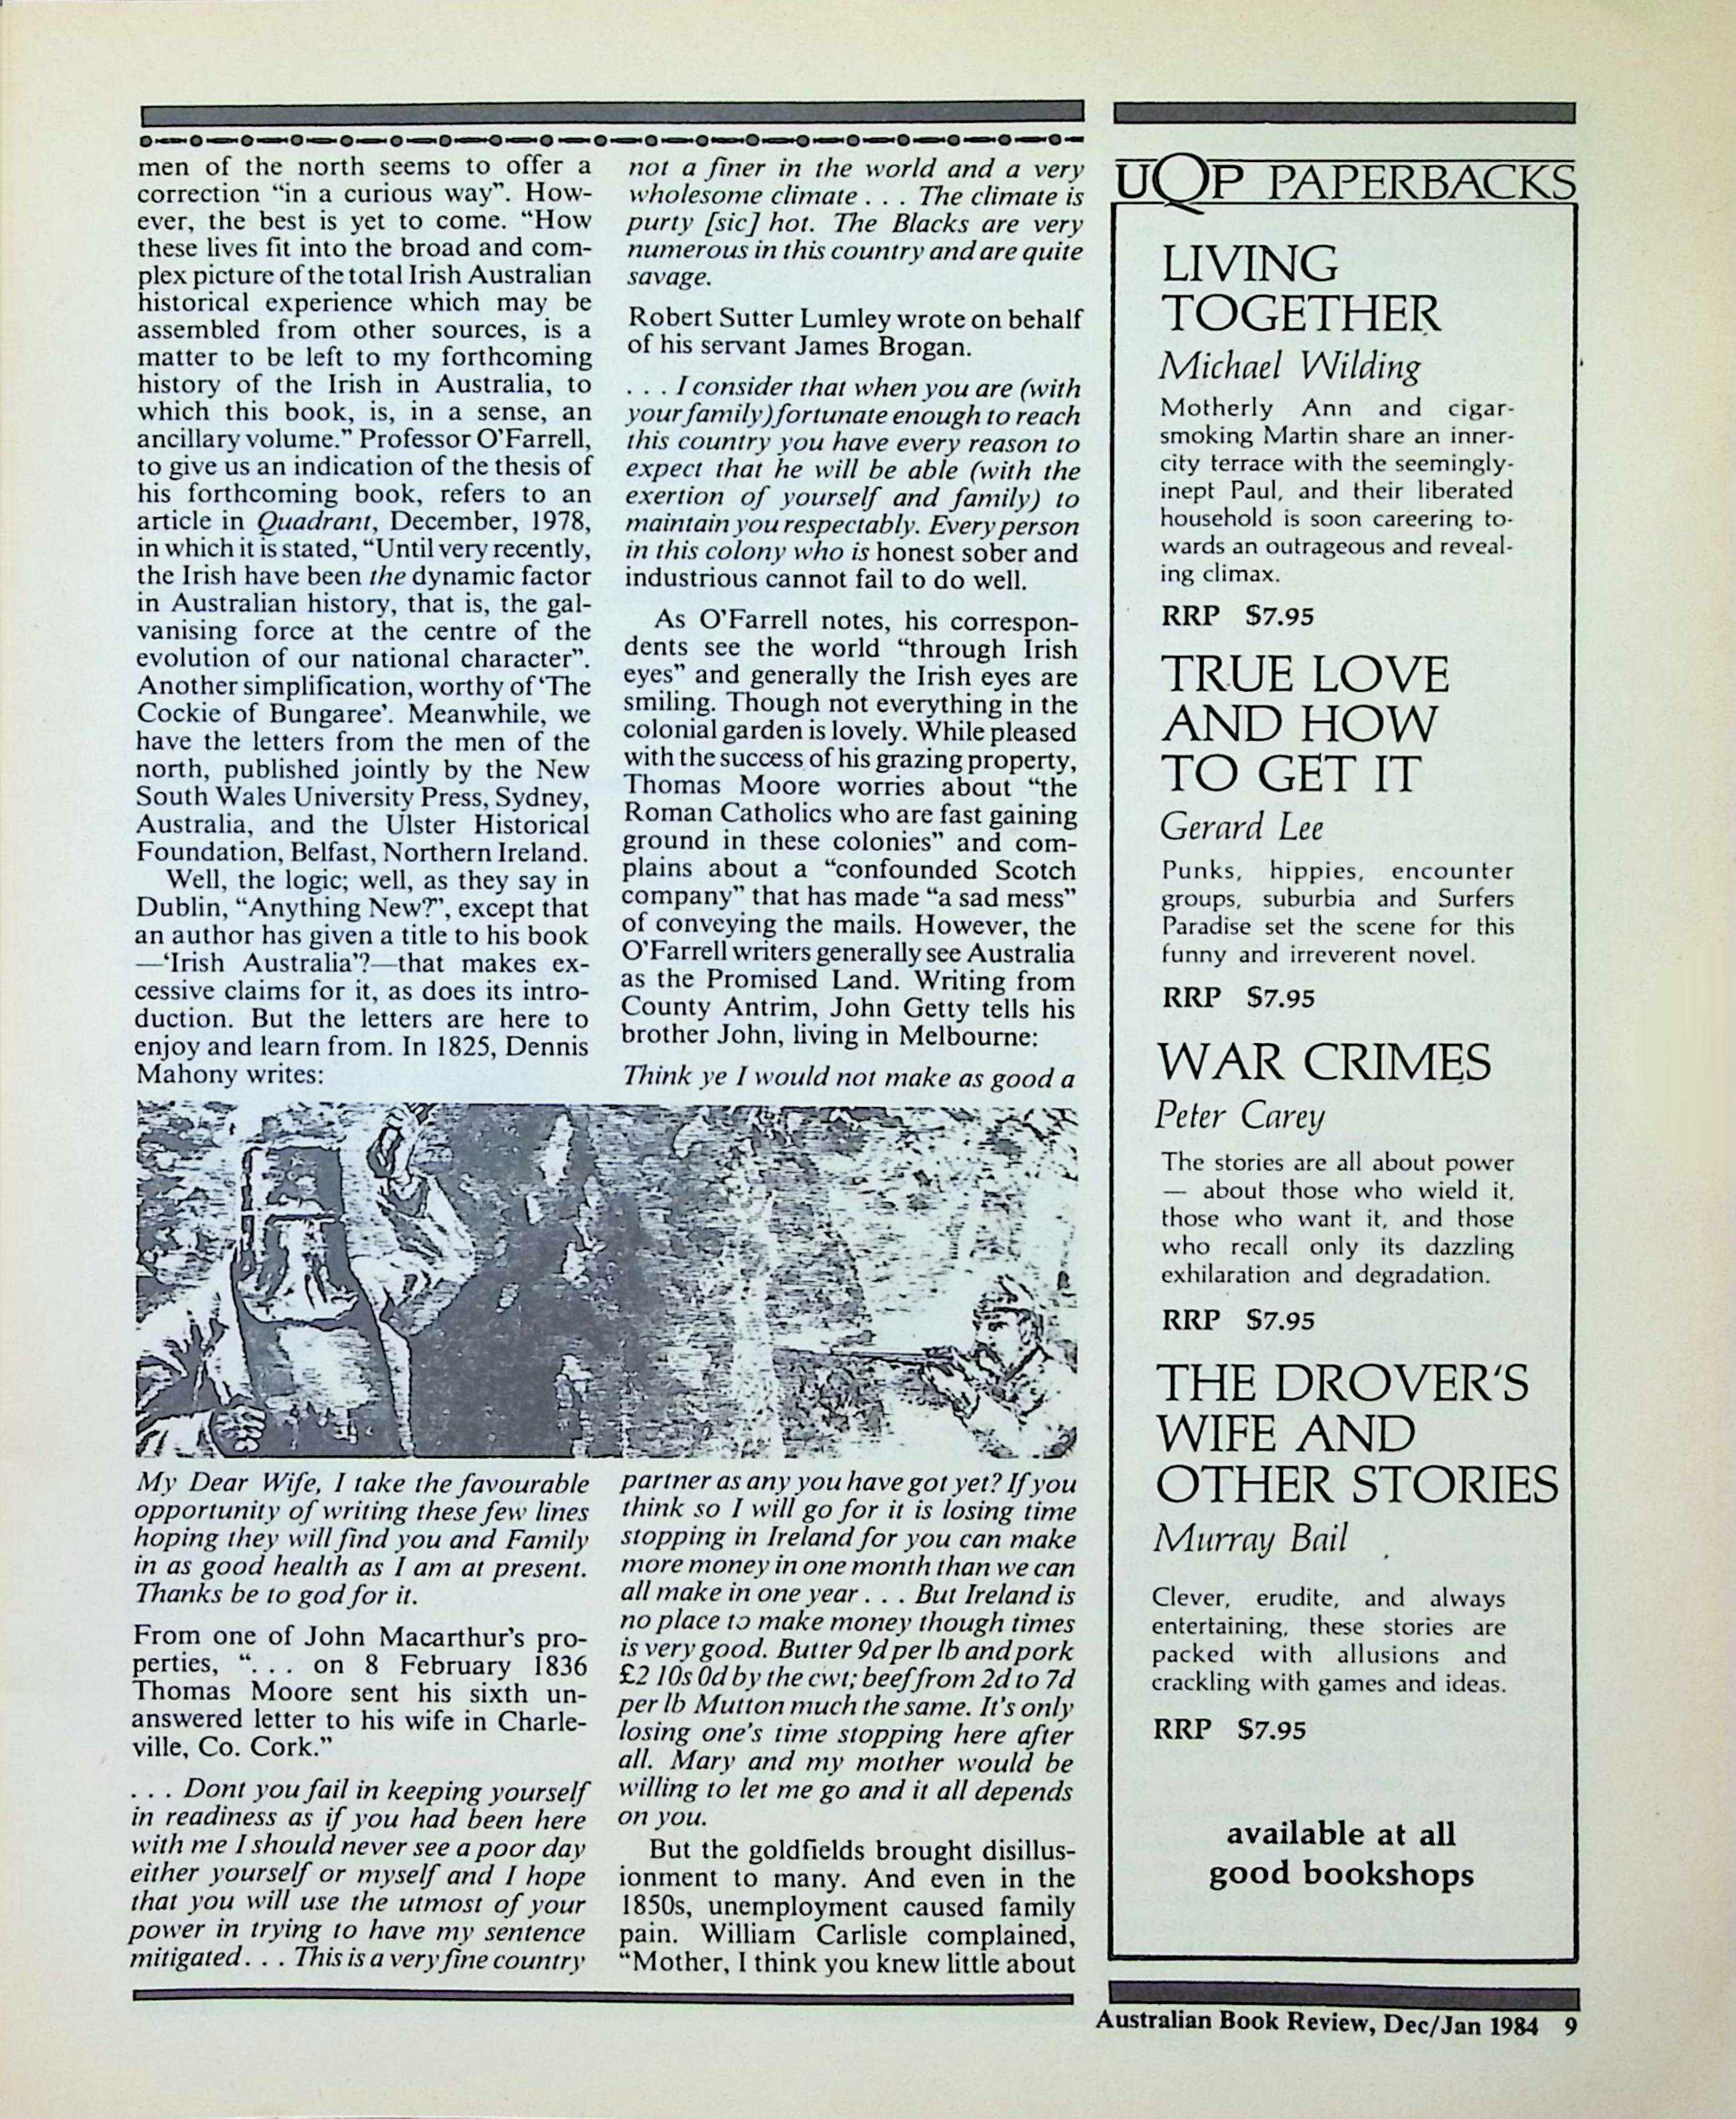 men of the north seems to offer a
correction “in a curious way”. How-
ever, the best is yet to come. “How
these lives fit into the broad and com-
plex picture of the total Irish Australian
historical experience which may be
assembled from other sources, is a
matter to be left to my forthcoming
history of the Irish in Australia, to
which this book, is, in a sense, an
ancillary volume.” Professor O’Farrell,
to give us an indication of the thesis of
his forthcoming book, refers to an
article in Quadrant, December, 1978,
in which it is stated, “Until very recently,
the Irish have been the dynamic factor
in Australian history, that is, the gal-
vanising force at the centre of the
evolution of our national character”.
Another simplification, worthy of ‘The
Cockie of Bungaree’. Meanwhile, we
have the letters from the men of the
north, published jointly by the New
South Wales University Press, Sydney,
Australia, and the Ulster Historical
Foundation, Belfast, Northern Ireland.
Well, the logic; well, as they say in
Dublin, “Anything New?”, except that
an author has given a title to his book
—‘Irish Australia’?—that makes ex-
cessive claims for it, as does its intro-
duction. But the letters are here to
enjoy and learn from. In 1825, Dennis
Mahony writes:
My Dear Wife, I take the favourable
opportunity of writing these few lines
hoping they will find you and Family
in as good health as I am at present.
Thanks be to god for it.
From one of John Macarthur’s pro-
perties, “. . . on 8 February 1836
Thomas Moore sent his sixth un-
answered letter to his wife in Charle-
ville, Co. Cork.”
. . . Dont you fail in keeping yourself
in readiness as if you had been here
with me I should never see a poor day
either yourself or myself and I hope
that you will use the utmost of your
power in trying to have my sentence
mitigated. . . This is a very fine country
not a finer in the world and a very
wholesome climate . . . The climate is
purty [sic] hot. The Blacks are very
numerous in this country and are quite
savage.
Robert Sutter Lumley wrote on behalf
of his servant James Brogan.
. . . I consider that when you are (with
your family) fortunate enough to reach
this country you have every reason to
expect that he will be able (with the
exertion of yourself and family) to
maintain you respectably. Every person
in this colony who is honest sober and
industrious cannot fail to do well.
As O’Farrell notes, his correspon-
dents see the world “through Irish
eyes” and generally the Irish eyes are
smiling. Though not everything in the
colonial garden is lovely. While pleased
with the success of his grazing property,
Thomas Moore worries about “the
Roman Catholics who are fast gaining
ground in these colonies” and com-
plains about a “confounded Scotch
company” that has made “a sad mess”
of conveying the mails. However, the
O’Farrell writers generally see Australia
as the Promised Land. Writing from
County Antrim, John Getty tells his
brother John, living in Melbourne:
Think ye I would not make as good a
partner as any you have got yet? If you
think so I will go for it is losing time
stopping in Ireland for you can make
more money in one month than we can
all make in one year . . . But Ireland is
no place to make money though times
is very good. Butter 9d per lb and pork
£2 10s 0d by the cwt; beef from 2d to 7d
per lb Mutton much the same. It’s only
losing one’s time stopping here after
all. Mary and my mother would be
willing to let me go and it all depends
on you.
But the goldfields brought disillus-
ionment to many. And even in the
1850s, unemployment caused family
pain. William Carlisle complained,
“Mother, I think you knew little about
UQP PAPERBACKS
LIVING
TOGETHER
Michael Wilding
Motherly Ann and cigar-
smoking Martin share an inner-
city terrace with the seemingly-
inept Paul, and their liberated
household is soon careering to-
wards an outrageous and reveal-
ing climax.
RRP $7.95
TRUE LOVE
AND HOW
TO GET IT
Gerard Lee
Punks, hippies, encounter
groups, suburbia and Surfers
Paradise set the scene for this
funny and irreverent novel.
RRP $7.95
WAR CRIMES
Peter Carey
The stories are all about power
— about those who wield it,
those who want it, and those
who recall only its dazzling
exhilaration and degradation.
RRP $7.95
THE DROVER’S
WIFE AND
OTHER STORIES
Murray Bail
Clever, erudite, and always
entertaining, these stories are
packed with allusions and
crackling with games and ideas.
RRP $7.95
available at all
good bookshops
Australian Book Review, Dec/Jan 1984 9